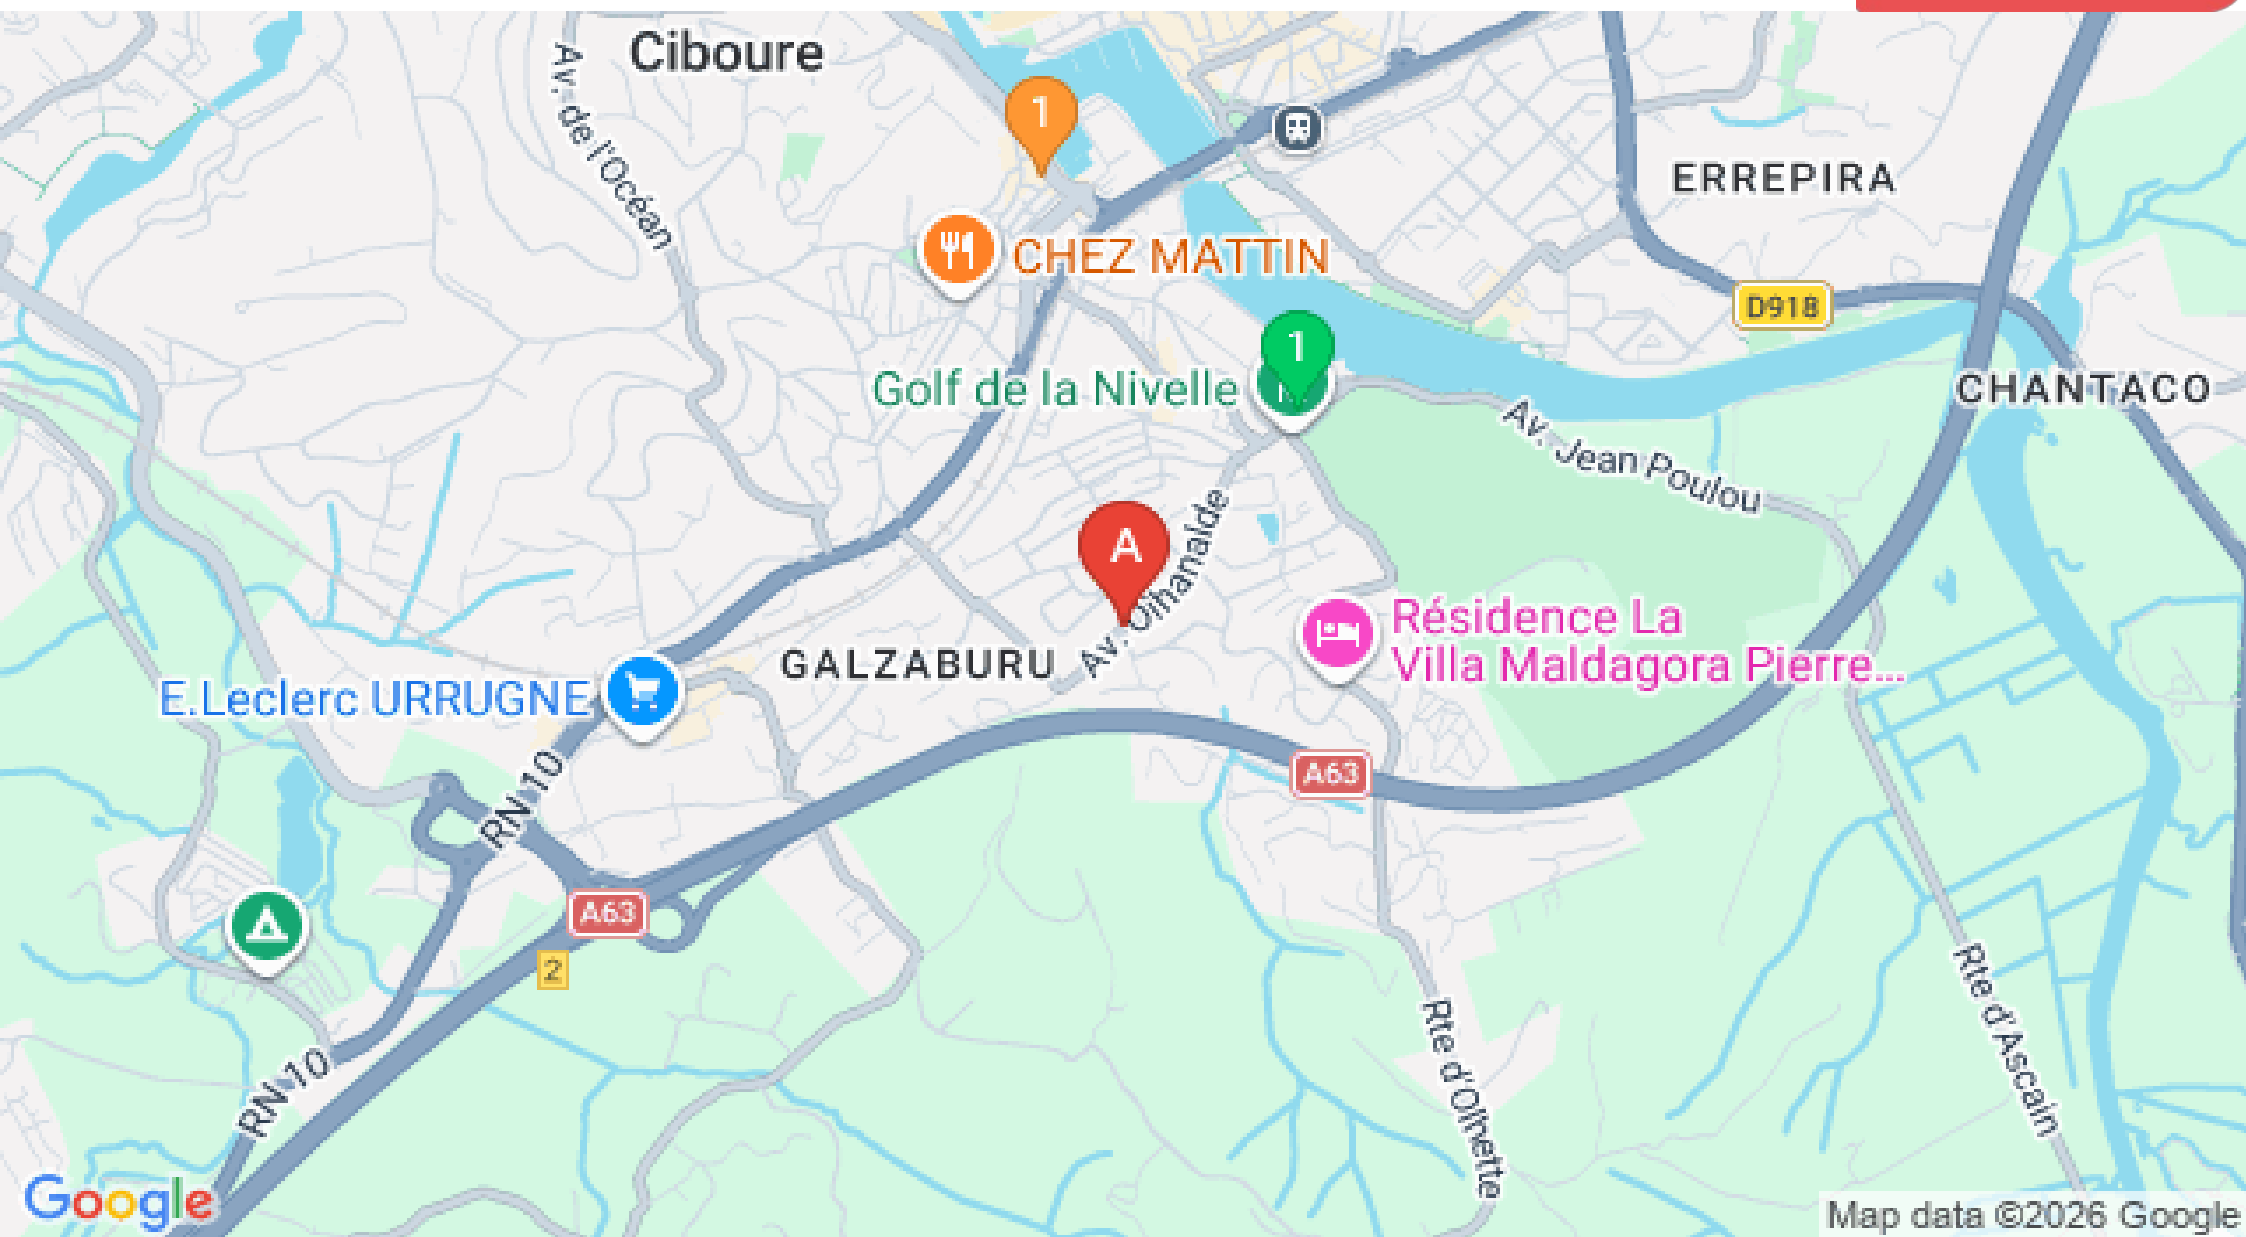 Ciboure
Av. de l'Océan
1
ERREPIRA
CHEZ MATTIN
D918
1
Golf de la Nivelle
CHANTACO
Av. Jean Poulou
A
Av. Olhanalde
Résidence La
Villa Maldagora Pierre...
GALZABURU
E.Leclerc URRUGNE
A63
RN 10
A63
2
Rte d'Olhette
Rte d'Ascain
RN 10
Google
Map data ©2026 Google